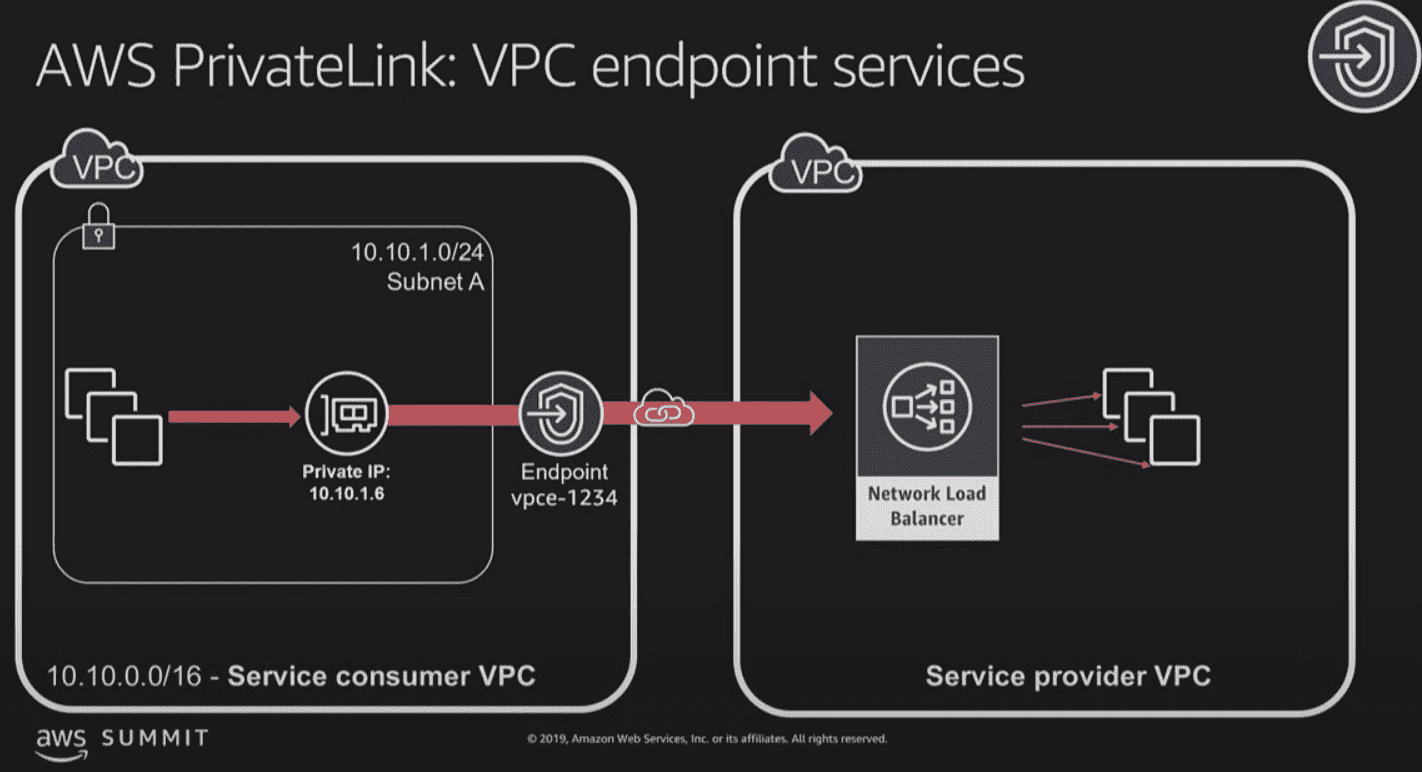 AWS PrivateLink: VPC endpoint services
VPC
VPC
10.10.1.0/24
Subnet A
Private IP:
10.10.1.6
Endpoint
vpce-1234
Network Load
Balancer
10.10.0.0/16 - Service consumer VPC
Service provider VPC
aws SUMMIT
© 2019, Amazon Web Services, Inc. or its affiliates. All rights reserved.